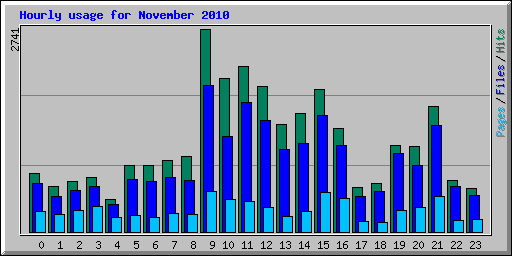 Hourly usage for November 2010
2741
Pages / Files / Hits
0 1 2 3 4 5 6 7 8 9 10 11 12 13 14 15 16 17 18 19 20 21 22 23